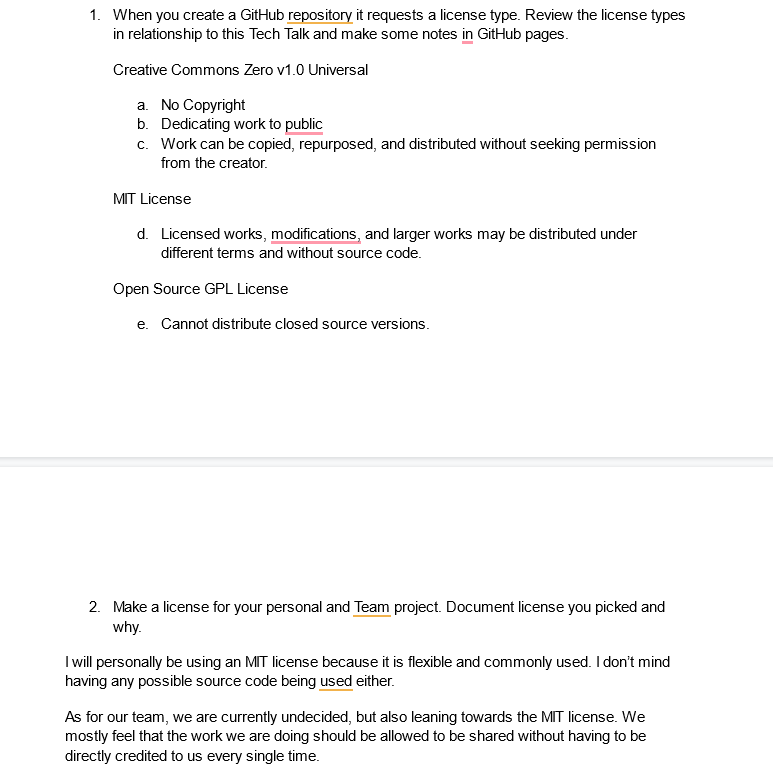 1. When you create a GitHub repository it requests a license type. Review the license types
in relationship to this Tech Talk and make some notes in GitHub pages.
Creative Commons Zero v1.0 Universal
a. No Copyright
b. Dedicating work to public
c. Work can be copied, repurposed, and distributed without seeking permission
from the creator.
MIT License
d. Licensed works, modifications, and larger works may be distributed under
different terms and without source code.
Open Source GPL License
e. Cannot distribute closed source versions.
2. Make a license for your personal and Team project. Document license you picked and
why.
I will personally be using an MIT license because it is flexible and commonly used. I don’t mind
having any possible source code being used either.
As for our team, we are currently undecided, but also leaning towards the MIT license. We
mostly feel that the work we are doing should be allowed to be shared without having to be
directly credited to us every single time.